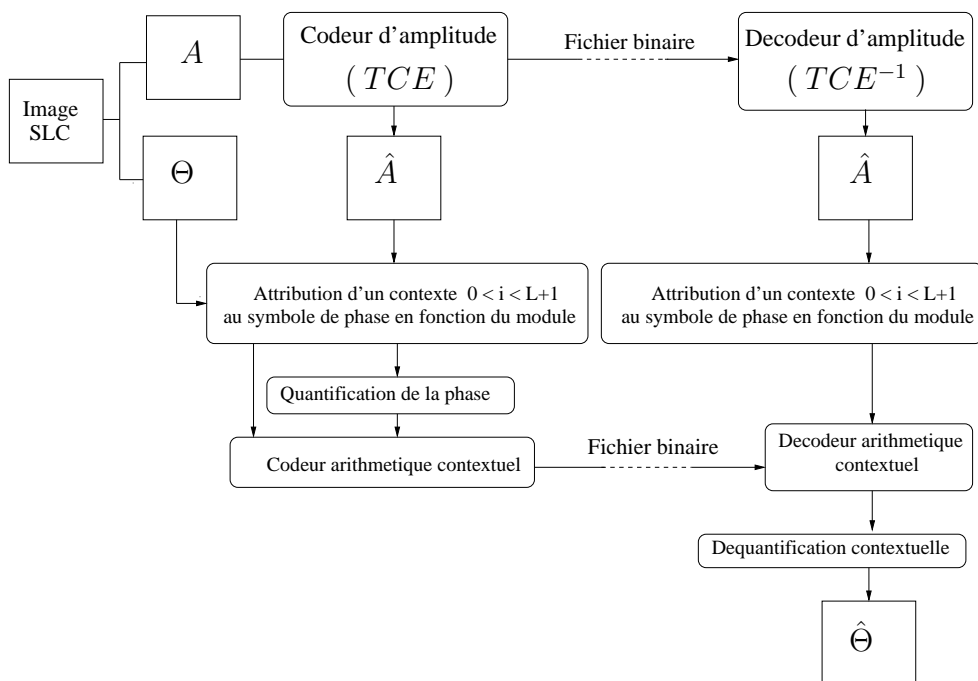 Image
SLC
A
Θ
Codeur d'amplitude
( TCE )
Fichier binaire
Decodeur d'amplitude
( TCE⁻¹ )
Â
Â
Attribution d'un contexte 0 < i < L+1
au symbole de phase en fonction du module
Attribution d'un contexte 0 < i < L+1
au symbole de phase en fonction du module
Quantification de la phase
Codeur arithmetique contextuel
Fichier binaire
Decodeur arithmetique
contextuel
Dequantification contextuelle
Θ̂